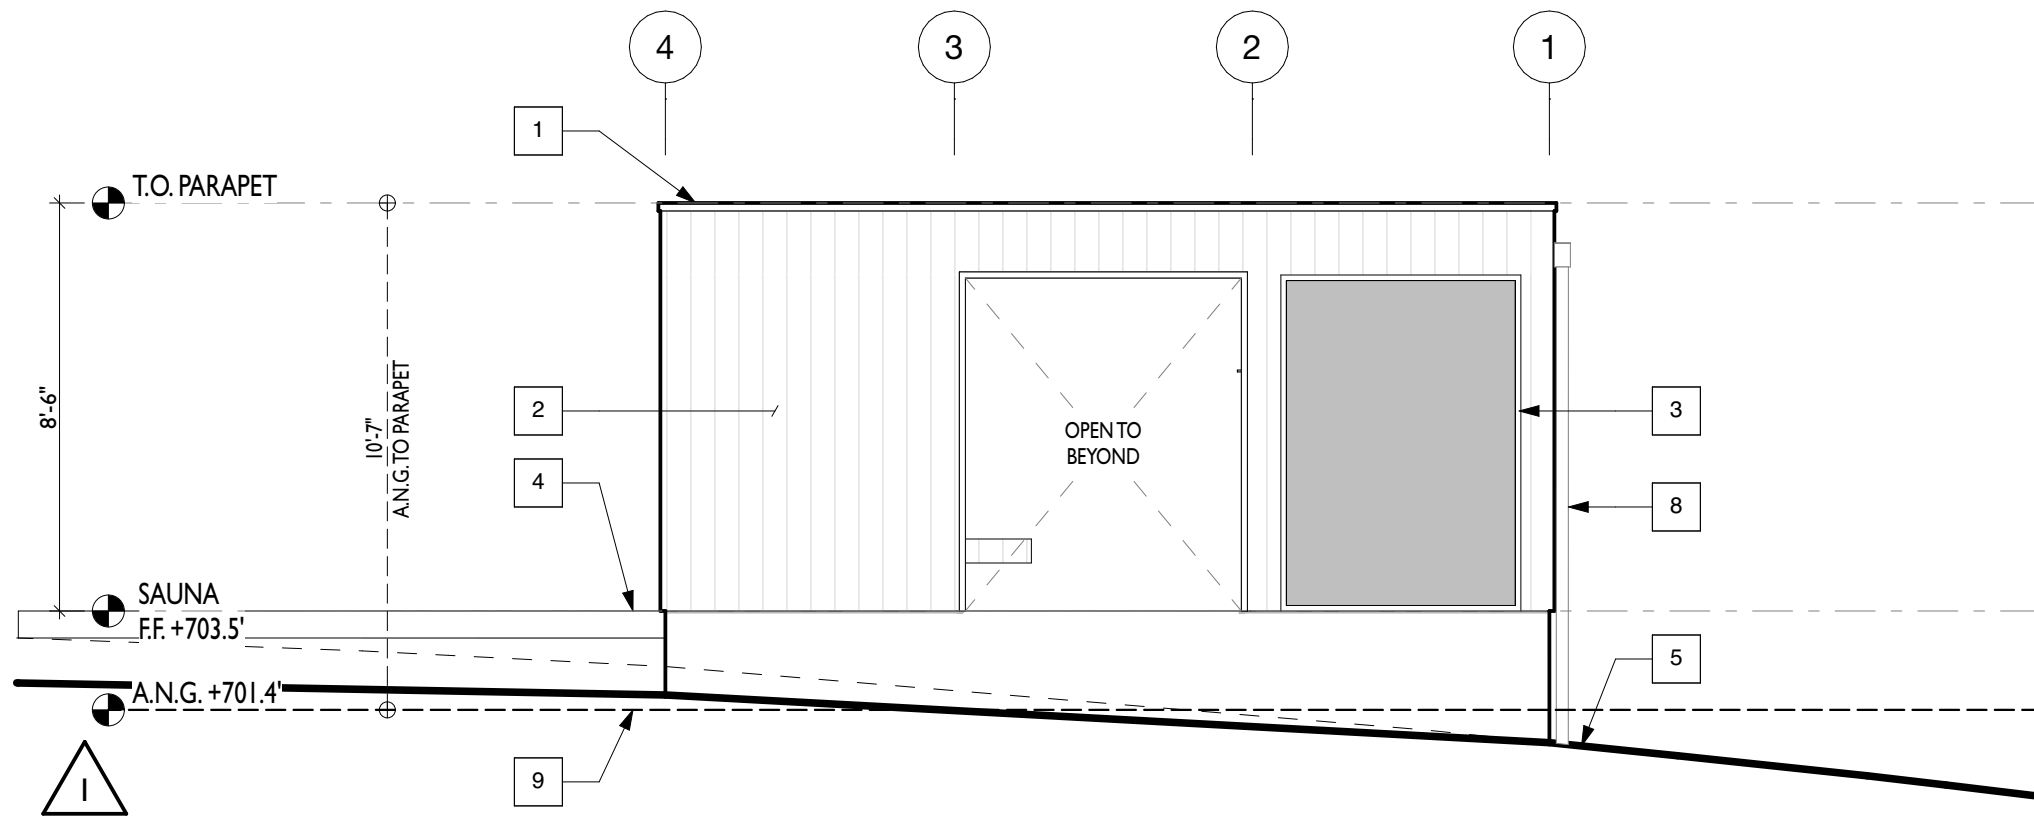 4
3
2
1
1
T.O. PARAPET
8'-6"
10'-7"
A.N.G. TO PARAPET
2
3
OPEN TO
BEYOND
4
8
SAUNA
F.F. +703.5'
5
A.N.G. +701.4'
9
1